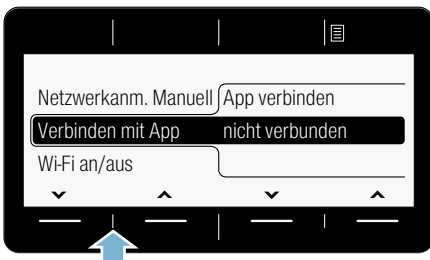 Netzwerkanm. Manuell App verbinden
Verbinden mit App nicht verbunden
Wi-Fi an/aus